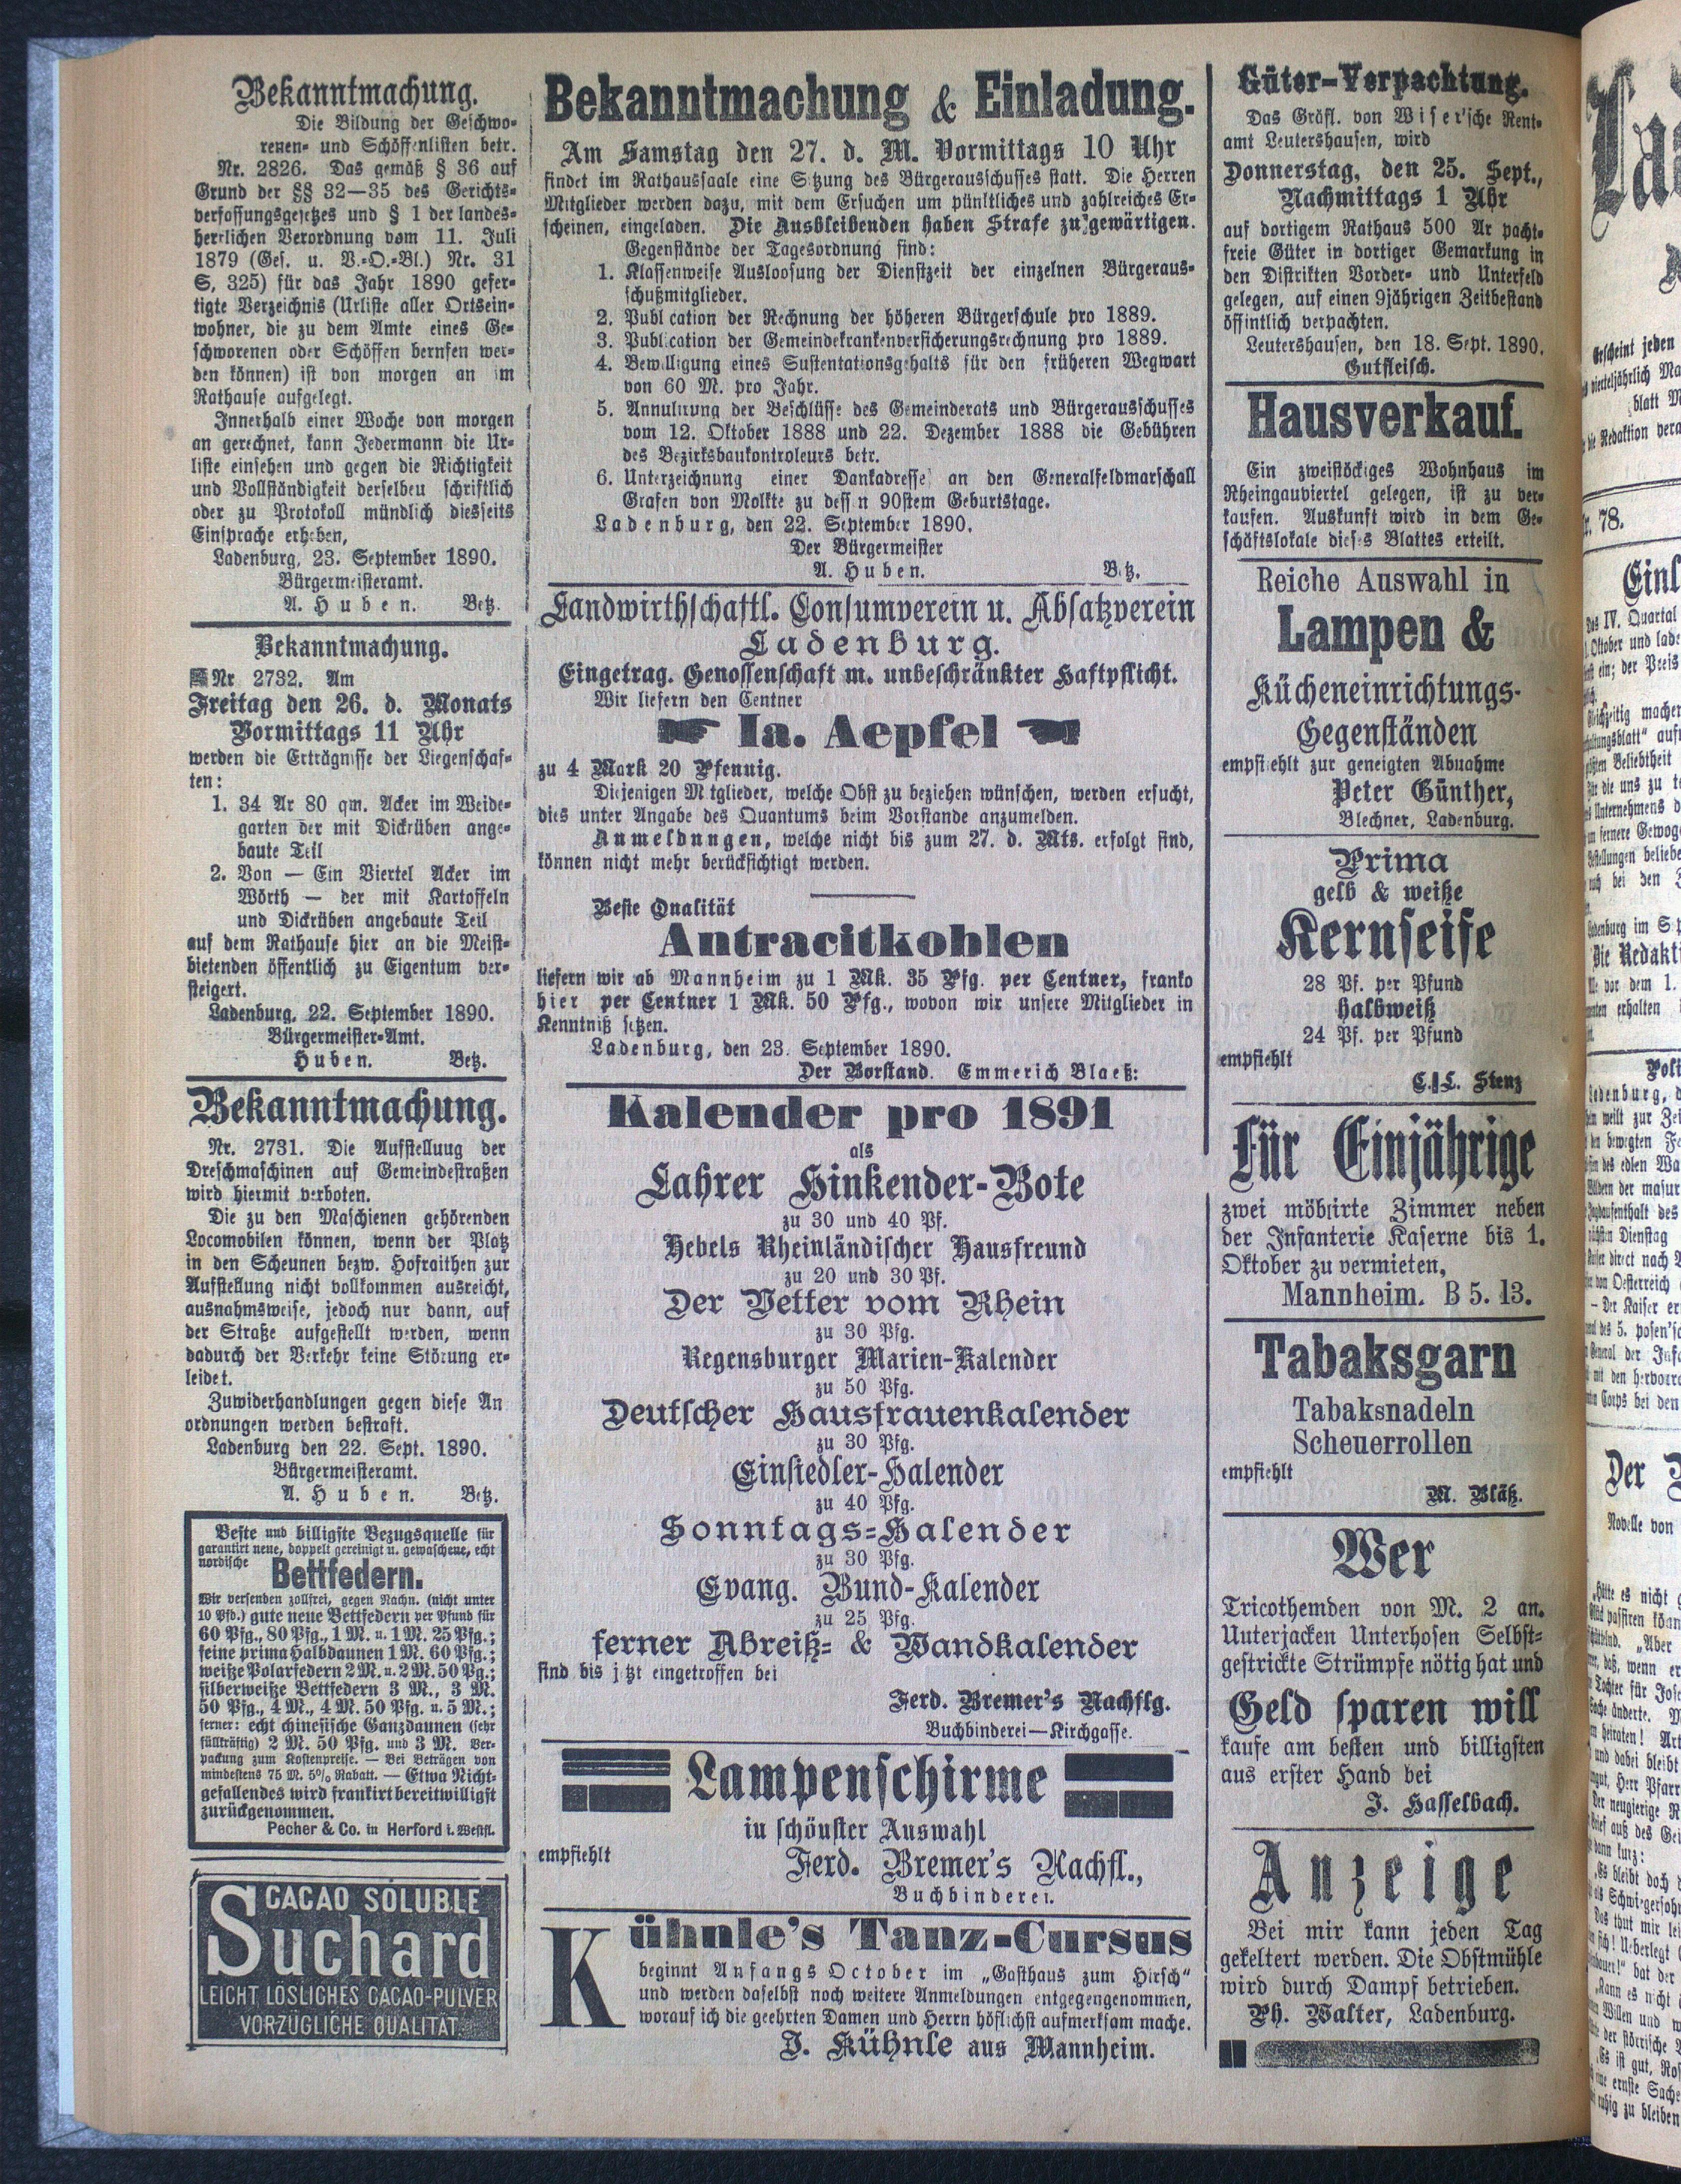 Bekanntmachung.
Die Bildung der Geschwo-
renen- und Schöffenlisten betr.
Nr. 2826. Das gemäß § 36 auf
Grund der §§ 32—35 des Gerichts-
verfassungsgesetzes und § 1 der landes-
herrlichen Verordnung vom 11. Juli
1879 (Ges. u. V.-O.-Bl.) Nr. 31
S, 325) für das Jahr 1890 gefer-
tigte Verzeichnis (Urliste aller Ortsein-
wohner, die zu dem Amte eines Ge-
schworenen oder Schöffen bernfen wer-
den können) ist von morgen an im
Rathause aufgelegt.
Innerhalb einer Woche von morgen
an gerechnet, kann Jedermann die Ur-
liste einsehen und gegen die Richtigkeit
und Vollständigkeit derselben schriftlich
oder zu Protokoll mündlich diesseits
Einsprache erheben,
Ladenburg, 23. September 1890.
Bürgermeisteramt.
A. Huben. Betz.
Bekanntmachung.
Nr 2732. Am
Freitag den 26. d. Monats
Vormittags 11 Uhr
werden die Erträgnisse der Liegenschaf-
ten:
1. 34 Ar 80 qm. Acker im Weide-
garten der mit Dickrüben ange-
baute Teil
2. Von — Ein Viertel Acker im
Wörth — der mit Kartoffeln
und Dickrüben angebaute Teil
auf dem Rathause hier an die Meist-
bietenden öffentlich zu Eigentum ver-
steigert.
Ladenburg, 22. September 1890.
Bürgermeister-Amt.
Huben. Betz.
Bekanntmachung.
Nr. 2731. Die Aufstellung der
Dreschmaschinen auf Gemeindestraßen
wird hiermit verboten.
Die zu den Maschienen gehörenden
Locomobilen können, wenn der Platz
in den Scheunen bezw. Hofraithen zur
Aufstellung nicht vollkommen ausreicht,
ausnahmsweise, jedoch nur dann, auf
der Straße aufgestellt werden, wenn
dadurch der Verkehr keine Störung er-
leidet.
Zuwiderhandlungen gegen diese An
ordnungen werden bestraft.
Ladenburg den 22. Sept. 1890.
Bürgermeisteramt.
A. Huben. Betz.
Beste und billigste Bezugsquelle für
garantirt neue, doppelt gereinigt u. gewaschene, echt
nordische
Bettfedern.
Wir versenden zollfrei, gegen Nachn. (nicht unter
10 Pfd.) gute neue Bettfedern per Pfund für
60 Pfg., 80 Pfg., 1 M. u. 1 M. 25 Pfg.;
feine prima Halbdaunen 1 M. 60 Pfg.;
weiße Polarfedern 2 M. u. 2 M. 50 Pg.;
silberweiße Bettfedern 3 M., 3 M.
50 Pfg., 4 M., 4 M. 50 Pfg. u. 5 M.;
ferner: echt chinesische Ganzdaunen (sehr
füllkräftig) 2 M. 50 Pfg. und 3 M. Ver-
packung zum Kostenpreise. — Bei Beträgen von
mindestens 75 M. 5% Rabatt. — Etwa Nicht-
gefallendes wird frankirt bereitwilligst
zurückgenommen.
Pecher & Co. in Herford i. Westfl.
CACAO SOLUBLE
Suchard
LEICHT LÖSLICHES CACAO-PULVER
VORZÜGLICHE QUALITÄT.
Bekanntmachung & Einladung.
Am Samstag den 27. d. M. Vormittags 10 Uhr
findet im Rathaussaale eine Sitzung des Bürgerausschusses statt. Die Herren
Mitglieder werden dazu, mit dem Ersuchen um pünktliches und zahlreiches Er-
scheinen, eingeladen. Die Ausbleibenden haben Strafe zu gewärtigen.
Gegenstände der Tagesordnung sind:
1. Klassenweise Ausloosung der Dienstzeit der einzelnen Bürgeraus-
schußmitglieder.
2. Publication der Rechnung der höheren Bürgerschule pro 1889.
3. Publication der Gemeindekrankenversicherungsrechnung pro 1889.
4. Bewilligung eines Sustentationsgehalts für den früheren Wegwart
von 60 M. pro Jahr.
5. Annulirung der Beschlüsse des Gemeinderats und Bürgerausschusses
vom 12. Oktober 1888 und 22. Dezember 1888 die Gebühren
des Bezirksbaukontroleurs betr.
6. Unterzeichnung einer Dankadresse an den Generalfeldmarschall
Grafen von Moltke zu dessen 90stem Geburtstage.
Ladenburg, den 22. September 1890.
Der Bürgermeister
A. Huben. Betz.
Landwirthschaftl. Consumverein u. Absatzverein
Ladenburg.
Eingetrag. Genossenschaft m. unbeschränkter Haftpflicht.
Wir liefern den Centner
Ia. Aepfel
zu 4 Mark 20 Pfennig.
Diejenigen Mitglieder, welche Obst zu beziehen wünschen, werden ersucht,
dies unter Angabe des Quantums beim Vorstande anzumelden.
Anmeldungen, welche nicht bis zum 27. d. Mts. erfolgt sind,
können nicht mehr berücksichtigt werden.
Beste Qualität
Antracitkohlen
liefern wir ab Mannheim zu 1 Mk. 35 Pfg. per Centner, franko
hier per Centner 1 Mk. 50 Pfg., wovon wir unsere Mitglieder in
Kenntniß setzen.
Ladenburg, den 23. September 1890.
Der Vorstand. Emmerich Blaeß:
Kalender pro 1891
als
Lahrer Hinkender-Bote
zu 30 und 40 Pf.
Hebels Rheinländischer Hausfreund
zu 20 und 30 Pf.
Der Vetter vom Rhein
zu 30 Pfg.
Regensburger Marien-Kalender
zu 50 Pfg.
Deutscher Hausfrauenkalender
zu 30 Pfg.
Einsiedler-Kalender
zu 40 Pfg.
Sonntags-Kalender
zu 30 Pfg.
Evang. Bund-Kalender
zu 25 Pfg.
ferner Abreiß- & Wandkalender
sind bis jetzt eingetroffen bei
Ferd. Bremer's Nachflg.
Buchbinderei—Kirchgasse.
Lampenschirme
in schönster Auswahl
empfiehlt
Ferd. Bremer's Nachfl.,
Buchbinderei.
Kühnle's Tanz-Cursus
beginnt Anfangs October im „Gasthaus zum Hirsch"
und werden daselbst noch weitere Anmeldungen entgegengenommen,
worauf ich die geehrten Damen und Herrn höflichst aufmerksam mache.
J. Kühnle aus Mannheim.
Güter-Verpachtung.
Das Gräfl. von Wiser'sche Rent-
amt Leutershausen, wird
Donnerstag, den 25. Sept.,
Nachmittags 1 Uhr
auf dortigem Rathaus 500 Ar pacht-
freie Güter in dortiger Gemarkung in
den Distrikten Vorder- und Unterfeld
gelegen, auf einen 9jährigen Zeitbestand
öffintlich verpachten.
Leutershausen, den 18. Sept. 1890.
Gutfleisch.
Hausverkauf.
Ein zweistöckiges Wohnhaus im
Rheingauviertel gelegen, ist zu ver-
kaufen. Auskunft wird in dem Ge-
schäftslokale dieses Blattes erteilt.
Reiche Auswahl in
Lampen &
Kücheneinrichtungs-
Gegenständen
empfiehlt zur geneigten Abnahme
Peter Günther,
Blechner, Ladenburg.
Prima
gelb & weiße
Kernseife
28 Pf. per Pfund
halbweiß
24 Pf. per Pfund
empfiehlt
C. L. Stenz
Für Einjährige
zwei möblirte Zimmer neben
der Infanterie Kaserne bis 1.
Oktober zu vermieten,
Mannheim. B 5. 13.
Tabaksgarn
Tabaksnadeln
Scheuerrollen
empfiehlt
M. Bläß.
Wer
Tricothemden von M. 2 an.
Unterjacken Unterhosen Selbst-
gestrickte Strümpfe nötig hat und
Geld sparen will
kaufe am besten und billigsten
aus erster Hand bei
J. Hasselbach.
Anzeige
Bei mir kann jeden Tag
gekeltert werden. Die Obstmühle
wird durch Dampf betrieben.
Ph. Walter, Ladenburg.